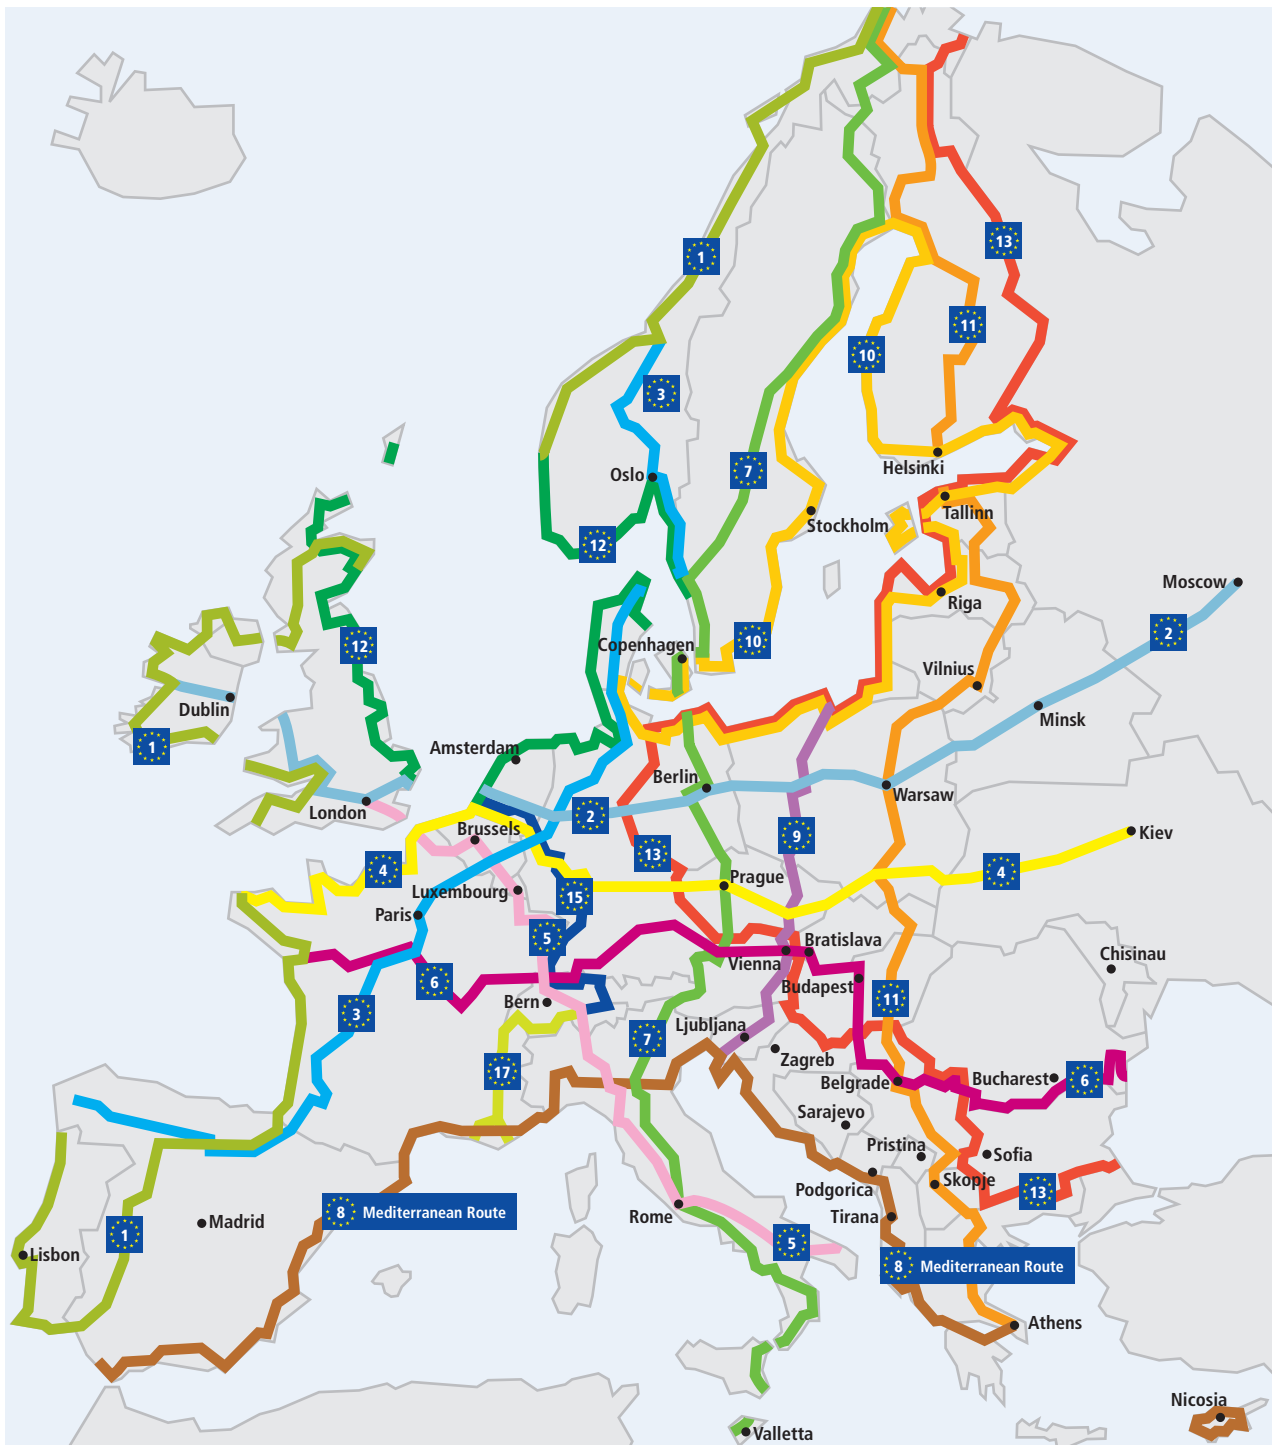 1
13
11
10
3
Oslo
7
Helsinki
Tallinn
Stockholm
12
Moscow
Riga
2
10
12
Copenhagen
Vilnius
Dublin
Minsk
1
Amsterdam
Berlin
Warsaw
London
2
Brussels
9
Kiev
13
4
4
Luxembourg
15
Prague
Paris
5
Bratislava
Vienna
Chisinau
6
Budapest
11
Bern
3
7
Ljubljana
Zagreb
17
Belgrade
Bucharest
6
Sarajevo
Pristina
Sofia
Podgorica
Skopje
13
8 Mediterranean Route
Rome
Tirana
Madrid
1
5
Lisbon
8 Mediterranean Route
Athens
Nicosia
Valletta